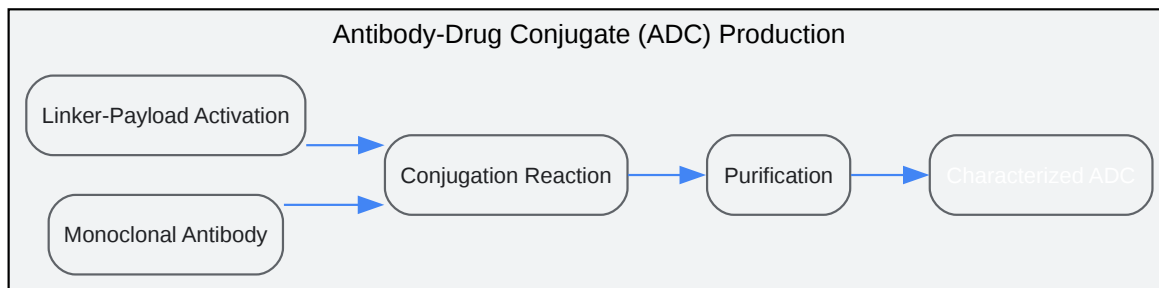 Antibody-Drug Conjugate (ADC) Production
Linker-Payload Activation
Monoclonal Antibody
Conjugation Reaction
Purification
Characterized ADC